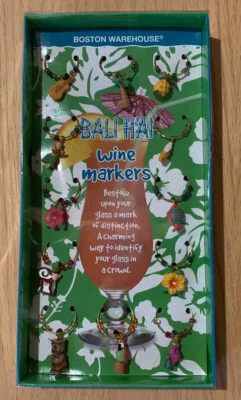 BOSTON WAREHOUSE®
BALI HAI
wine
markers
Bestow
upon your
glass a mark
of distinction.
A charming
way to identify
your glass in
a crowd.